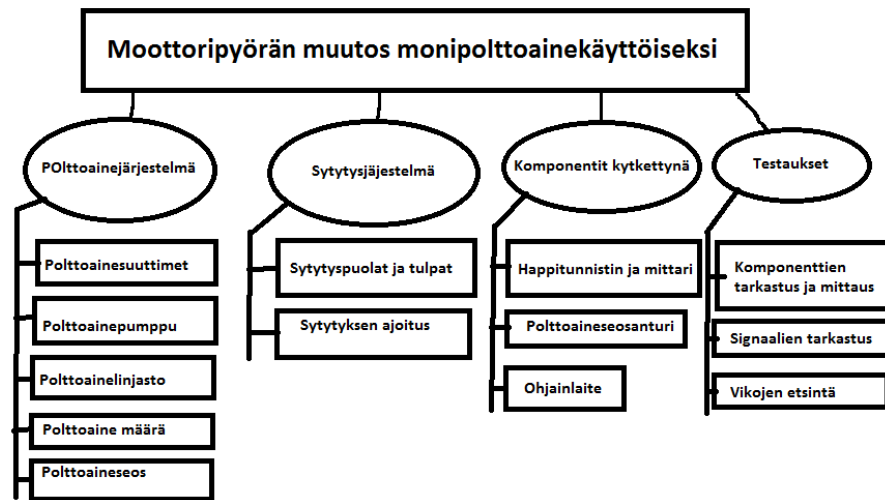 Moottoripyörän muutos monipolttoainekäyttöiseksi
POlttoainejärjestelmä
Polttoainesuuttimet
Polttoainepumppu
Polttoainelinjasto
Polttoaine määrä
Polttoaineseos
Sytytysjäjestelmä
Sytytyspuolat ja tulpat
Sytytyksen ajoitus
Komponentit kytkettynä
Happitunnistin ja mittari
Polttoaineseosanturi
Ohjainlaite
Testaukset
Komponenttien
tarkastus ja mittaus
Signaalien tarkastus
Vikojen etsintä